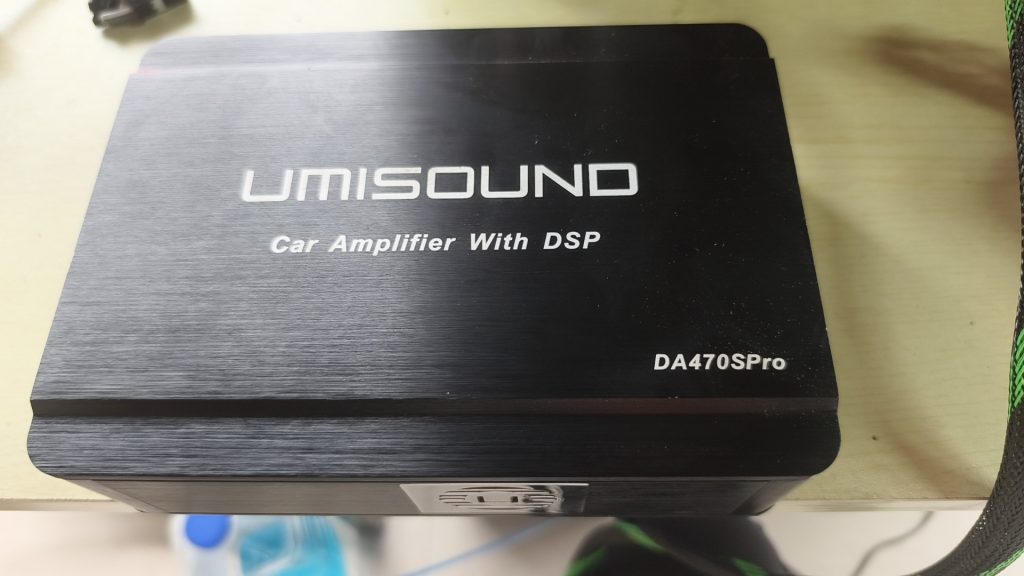 UMISOUND
Car Amplifier With DSP
DA470SPro